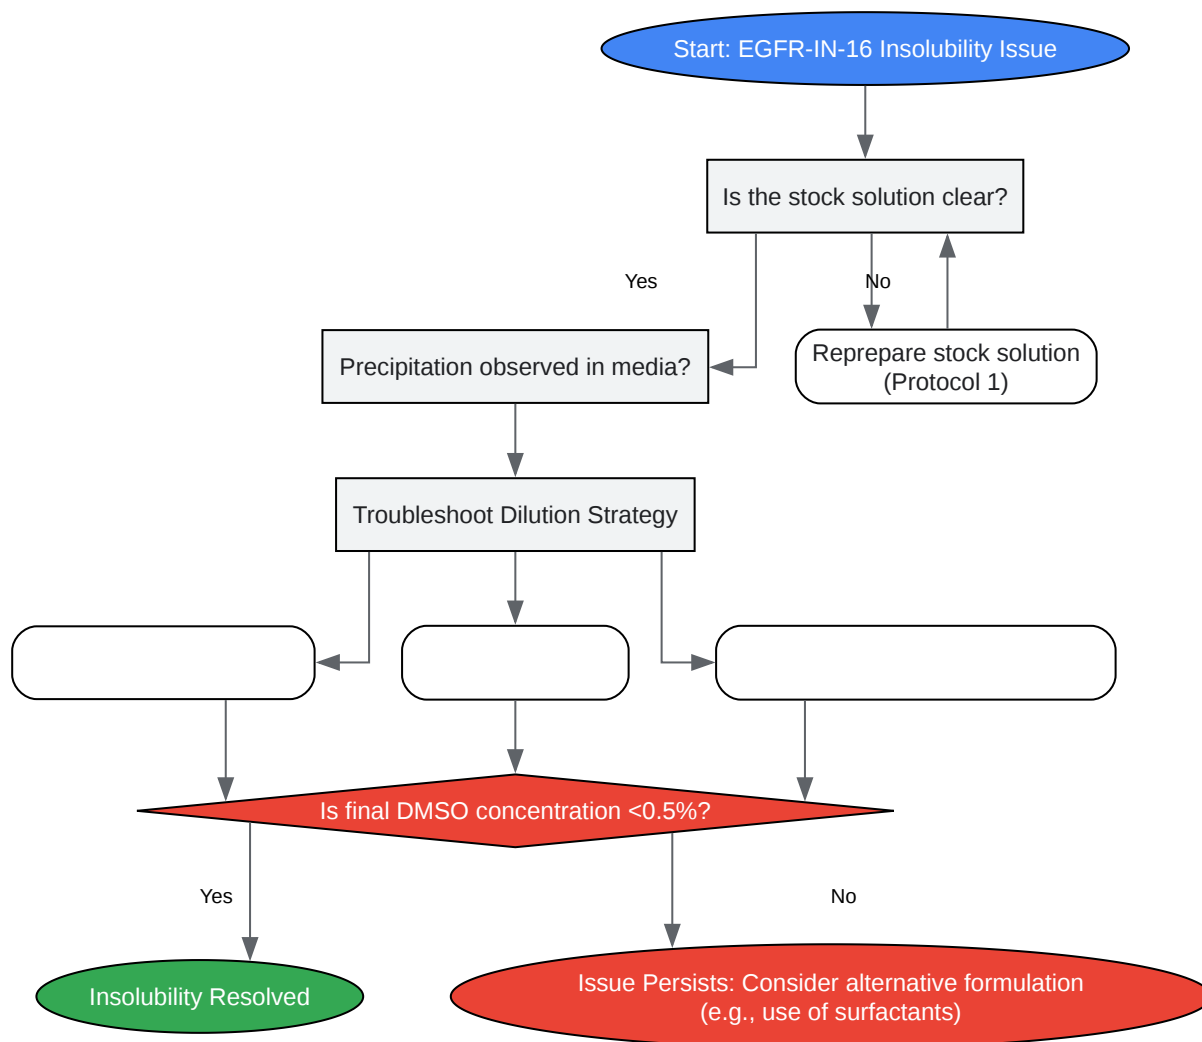 Start: EGFR-IN-16 Insolubility Issue
Is the stock solution clear?
Yes
No
Precipitation observed in media?
Reprepare stock solution
(Protocol 1)
Troubleshoot Dilution Strategy
Is final DMSO concentration <0.5%?
Yes
No
Insolubility Resolved
Issue Persists: Consider alternative formulation
(e.g., use of surfactants)